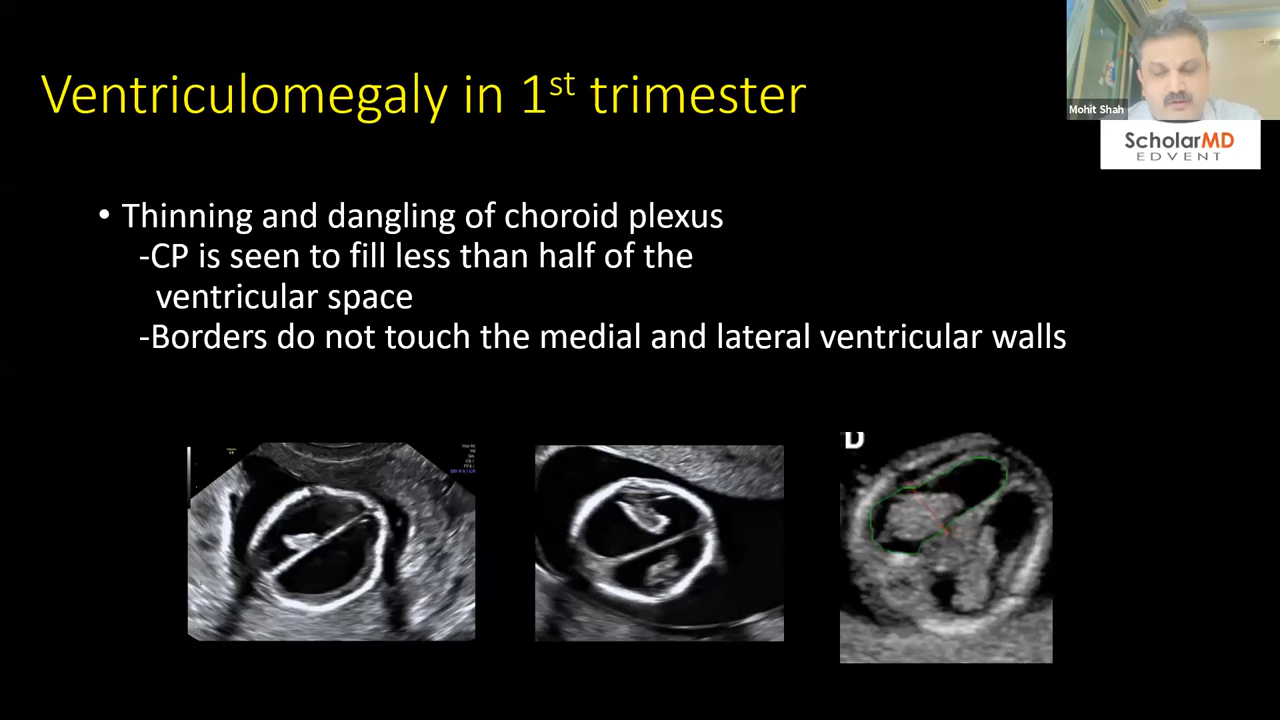 Ventriculomegaly in 1st trimester
Mohit Shah
ScholarMD
EDVENT
• Thinning and dangling of choroid plexus
-CP is seen to fill less than half of the
ventricular space
-Borders do not touch the medial and lateral ventricular walls
D